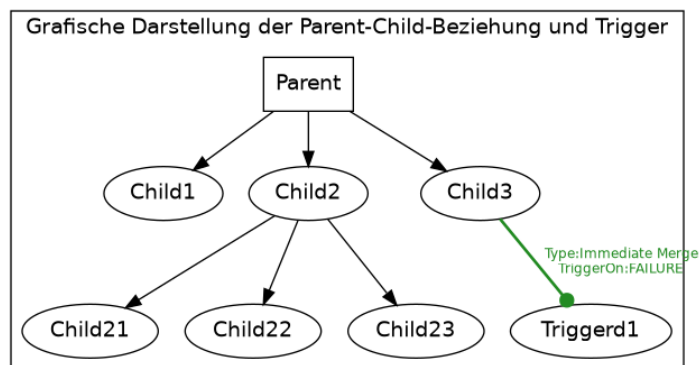 Grafische Darstellung der Parent-Child-Beziehung und Trigger
Parent
Child1
Child2
Child3
Type:Immediate Merge
TriggerOn:FAILURE
Child21
Child22
Child23
Triggerd1